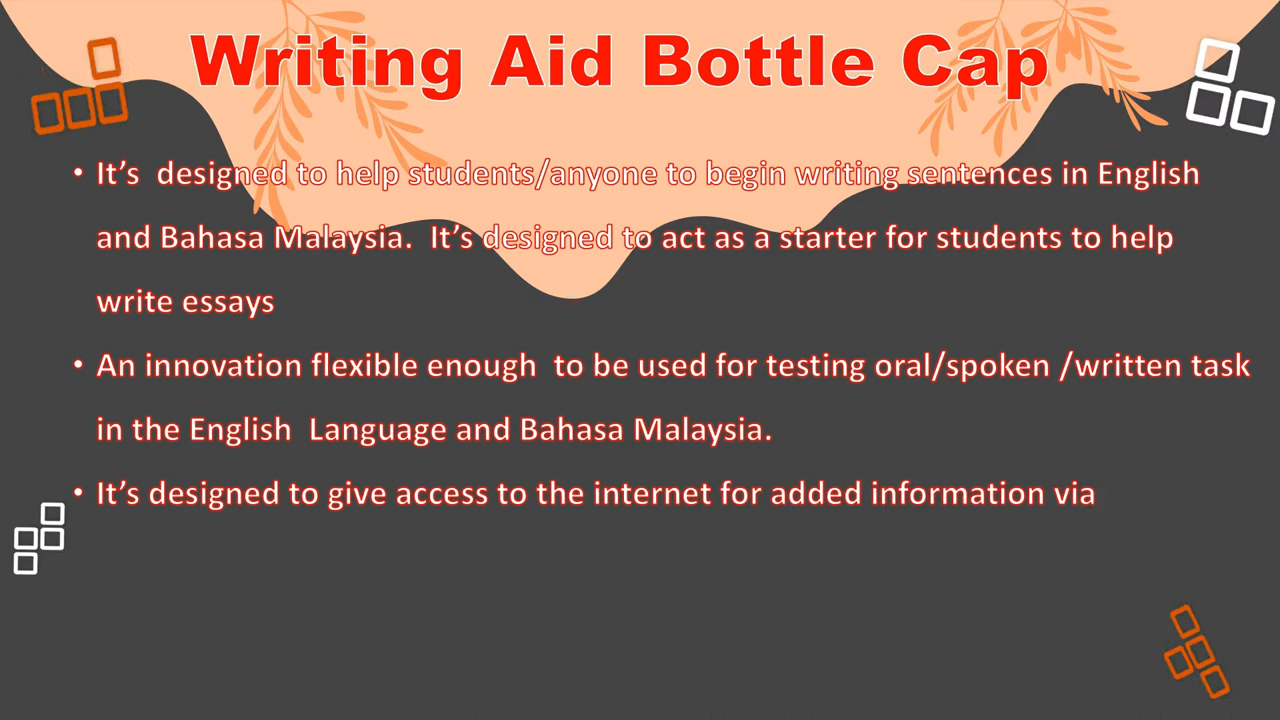 Writing Aid Bottle Cap
• It’s  designed to help students/anyone to begin writing sentences in English
and Bahasa Malaysia.  It’s designed to act as a starter for students to help
write essays
• An innovation flexible enough  to be used for testing oral/spoken /written task
in the English  Language and Bahasa Malaysia.
• It’s designed to give access to the internet for added information via